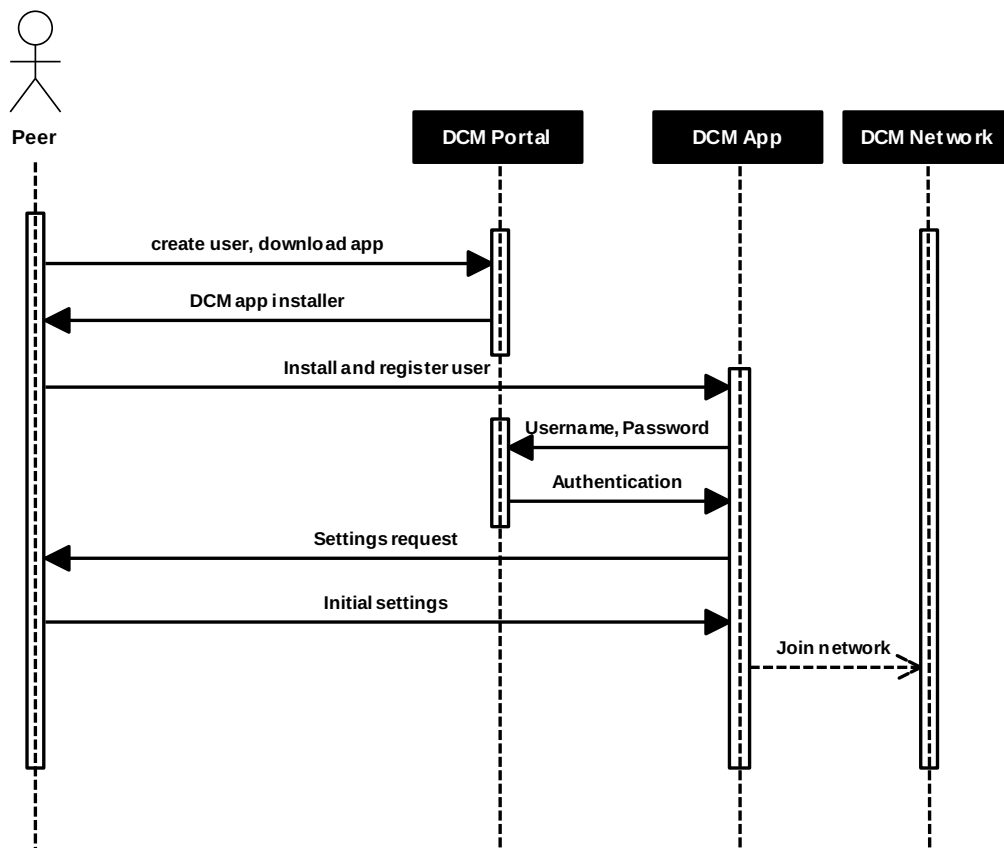 Peer
DCM Portal
DCM App
DCM Network
create user, download app
DCM app installer
Install and register user
Username, Password
Authentication
Settings request
Initial settings
Join network